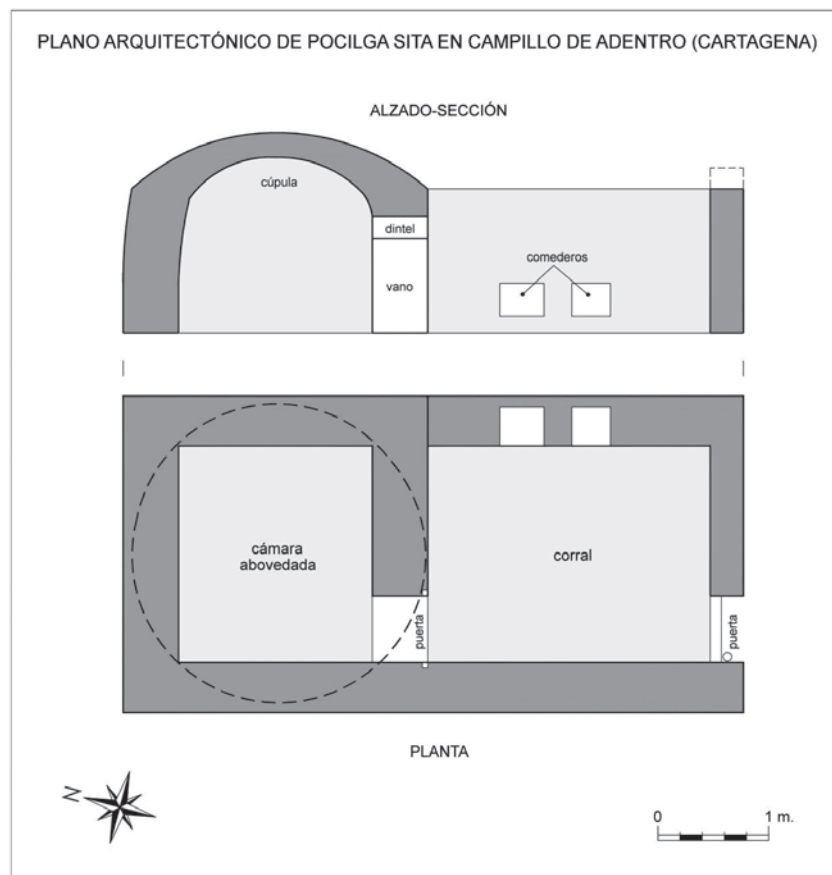 PLANO ARQUITECTÓNICO DE POCILGA SITA EN CAMPILLO DE ADENTRO (CARTAGENA)
ALZADO-SECCIÓN
cúpula
dintel
vano
comederos
cámara
abovedada
puerta
corral
puerta
PLANTA
N
0 1 m.